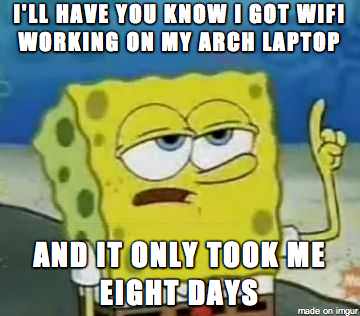 I'LL HAVE YOU KNOW I GOT WIFI
WORKING ON MY ARCH LAPTOP
AND IT ONLY TOOK ME
EIGHT DAYS
made on imgur